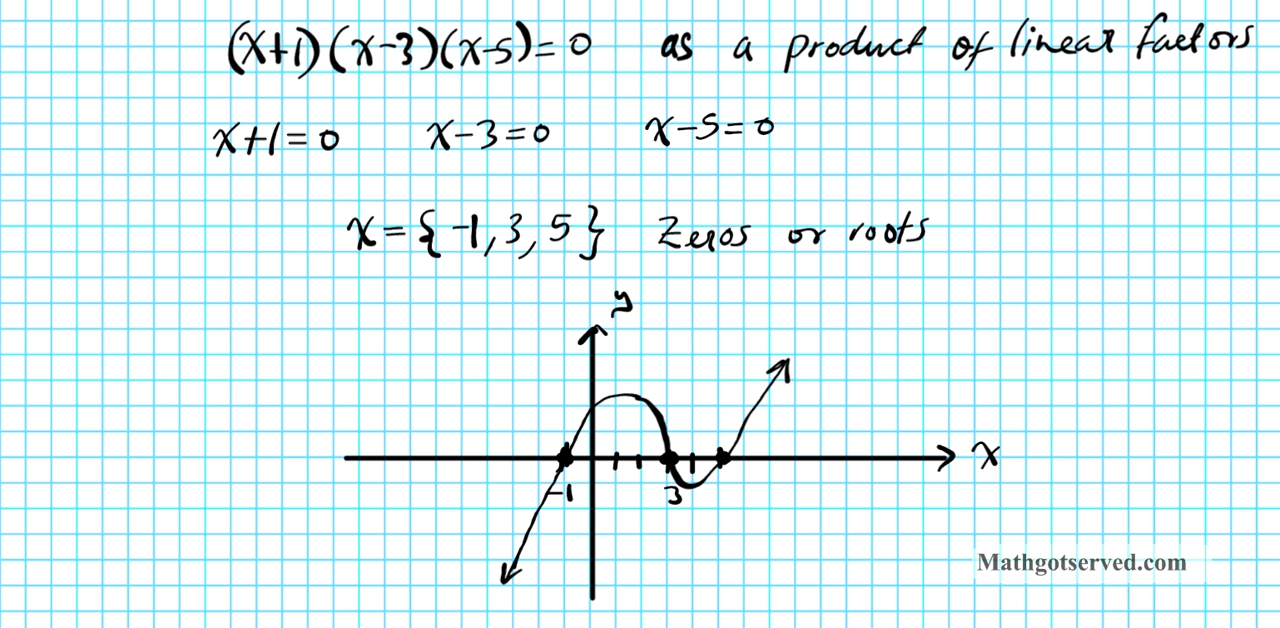 (x+1)(x-3)(x-5)=0 as a product of linear factors
x+1=0 x-3=0 x-5=0
x={-1,3,5} Zeros or roots
y
x
-1 3
Mathgotserved.com